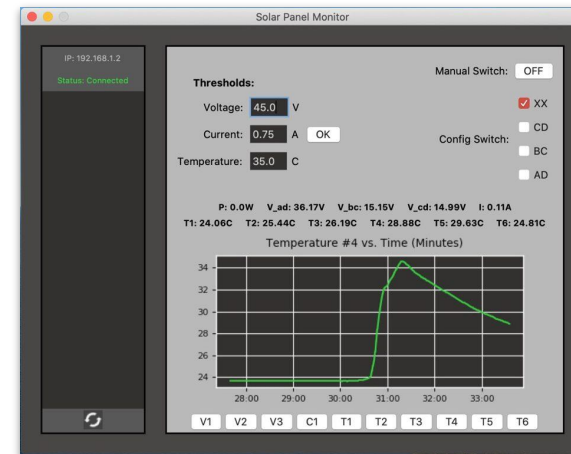 Solar Panel Monitor
IP: 192.168.1.2
Status: Connected
Manual Switch: OFF
Thresholds:
Voltage: 45.0 V
Current: 0.75 A OK
Temperature: 35.0 C
Config Switch:
XX
CD
BC
AD
P: 0.0W V_ad: 36.17V V_bc: 15.15V V_cd: 14.99V I: 0.11A
T1: 24.06C T2: 25.44C T3: 26.19C T4: 28.88C T5: 29.63C T6: 24.81C
Temperature #4 vs. Time (Minutes)
34
32
30
28
26
24
28:00 29:00 30:00 31:00 32:00 33:00
V1 V2 V3 C1 T1 T2 T3 T4 T5 T6